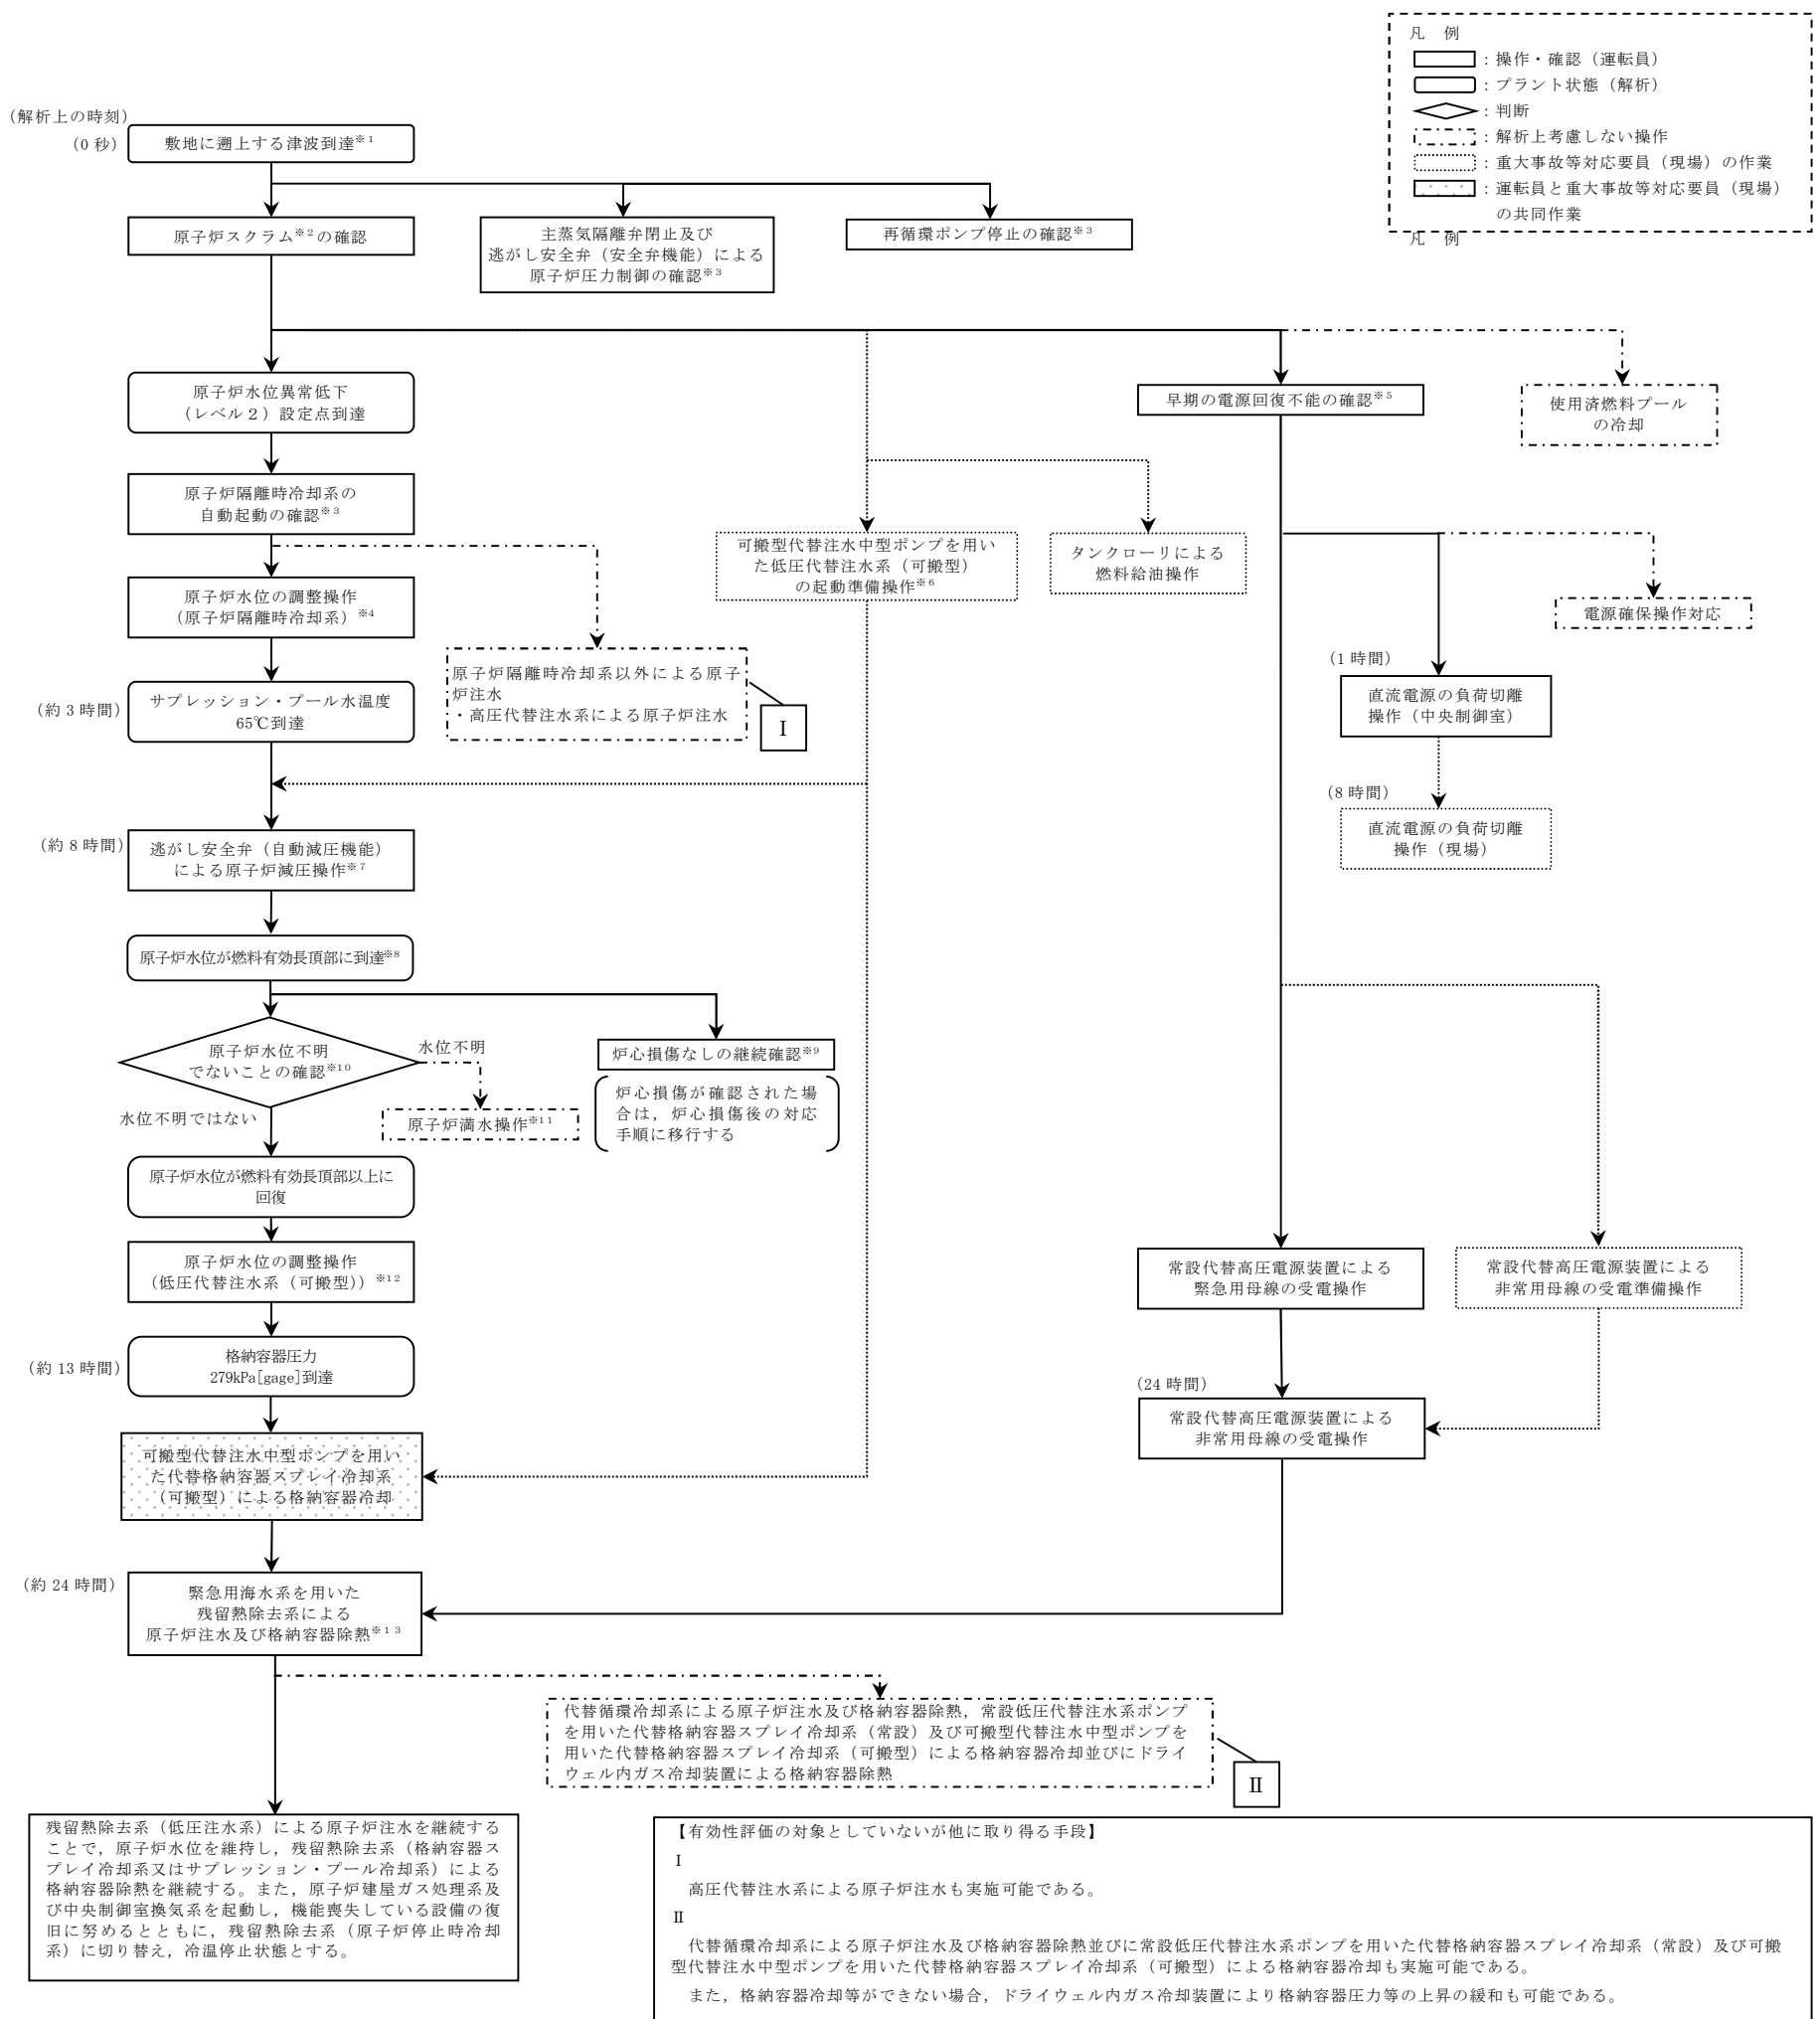 凡　例
：操作・確認（運転員）
：プラント状態（解析）
：判断
：解析上考慮しない操作
：重大事故等対応要員（現場）の作業
：運転員と重大事故等対応要員（現場）
の共同作業
凡　例
（解析上の時刻）
（0 秒）
敷地に遡上する津波到達※1
原子炉スクラム※2の確認
主蒸気隔離弁閉止及び
逃がし安全弁（安全弁機能）による
原子炉圧力制御の確認※3
再循環ポンプ停止の確認※3
原子炉水位異常低下
（レベル２）設定点到達
早期の電源回復不能の確認※5
使用済燃料プール
の冷却
原子炉隔離時冷却系の
自動起動の確認※3
可搬型代替注水中型ポンプを用い
た低圧代替注水系（可搬型）
の起動準備操作※6
タンクローリによる
燃料給油操作
原子炉水位の調整操作
（原子炉隔離時冷却系）※4
電源確保操作対応
（約 3 時間）
サプレッション・プール水温度
65℃到達
原子炉隔離時冷却系以外による原子
炉注水
・高圧代替注水系による原子炉注水
Ⅰ
（1 時間）
直流電源の負荷切離
操作（中央制御室）
（8 時間）
直流電源の負荷切離
操作（現場）
（約 8 時間）
逃がし安全弁（自動減圧機能）
による原子炉減圧操作※7
原子炉水位が燃料有効長頂部に到達※8
原子炉水位不明
でないことの確認※10
水位不明
水位不明ではない
原子炉満水操作※11
炉心損傷なしの継続確認※9
炉心損傷が確認された場
合は，炉心損傷後の対応
手順に移行する
原子炉水位が燃料有効長頂部以上に
回復
原子炉水位の調整操作
（低圧代替注水系（可搬型））※12
常設代替高圧電源装置による
緊急用母線の受電操作
常設代替高圧電源装置による
非常用母線の受電準備操作
（約 13 時間）
格納容器圧力
279kPa[gage]到達
（24 時間）
常設代替高圧電源装置による
非常用母線の受電操作
可搬型代替注水中型ポンプを用い
た代替格納容器スプレイ冷却系
（可搬型）による格納容器冷却
（約 24 時間）
緊急用海水系を用いた
残留熱除去系による
原子炉注水及び格納容器除熱※13
代替循環冷却系による原子炉注水及び格納容器除熱，常設低圧代替注水系ポンプ
を用いた代替格納容器スプレイ冷却系（常設）及び可搬型代替注水中型ポンプを
用いた代替格納容器スプレイ冷却系（可搬型）による格納容器冷却並びにドライ
ウェル内ガス冷却装置による格納容器除熱
Ⅱ
残留熱除去系（低圧注水系）による原子炉注水を継続する
ことで，原子炉水位を維持し，残留熱除去系（格納容器ス
プレイ冷却系又はサプレッション・プール冷却系）による
格納容器除熱を継続する。また，原子炉建屋ガス処理系及
び中央制御室換気系を起動し，機能喪失している設備の復
旧に努めるとともに，残留熱除去系（原子炉停止時冷却
系）に切り替え，冷温停止状態とする。
【有効性評価の対象としていないが他に取り得る手段】
Ⅰ
高圧代替注水系による原子炉注水も実施可能である。
Ⅱ
代替循環冷却系による原子炉注水及び格納容器除熱並びに常設低圧代替注水系ポンプを用いた代替格納容器スプレイ冷却系（常設）及び可搬
型代替注水中型ポンプを用いた代替格納容器スプレイ冷却系（可搬型）による格納容器冷却も実施可能である。
また，格納容器冷却等ができない場合，ドライウェル内ガス冷却装置により格納容器圧力等の上昇の緩和も可能である。